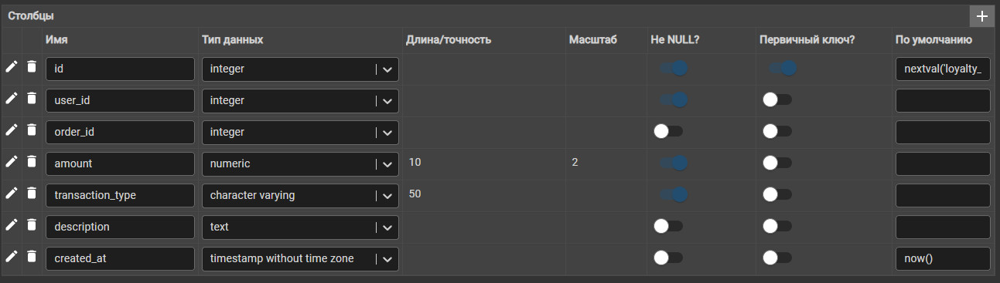 Столбцы
Имя Тип данных Длина/точность Масштаб Не NULL? Первичный ключ? По умолчанию
id integer nextval('loyalty_
user_id integer
order_id integer
amount numeric 10 2
transaction_type character varying 50
description text
created_at timestamp without time zone now()